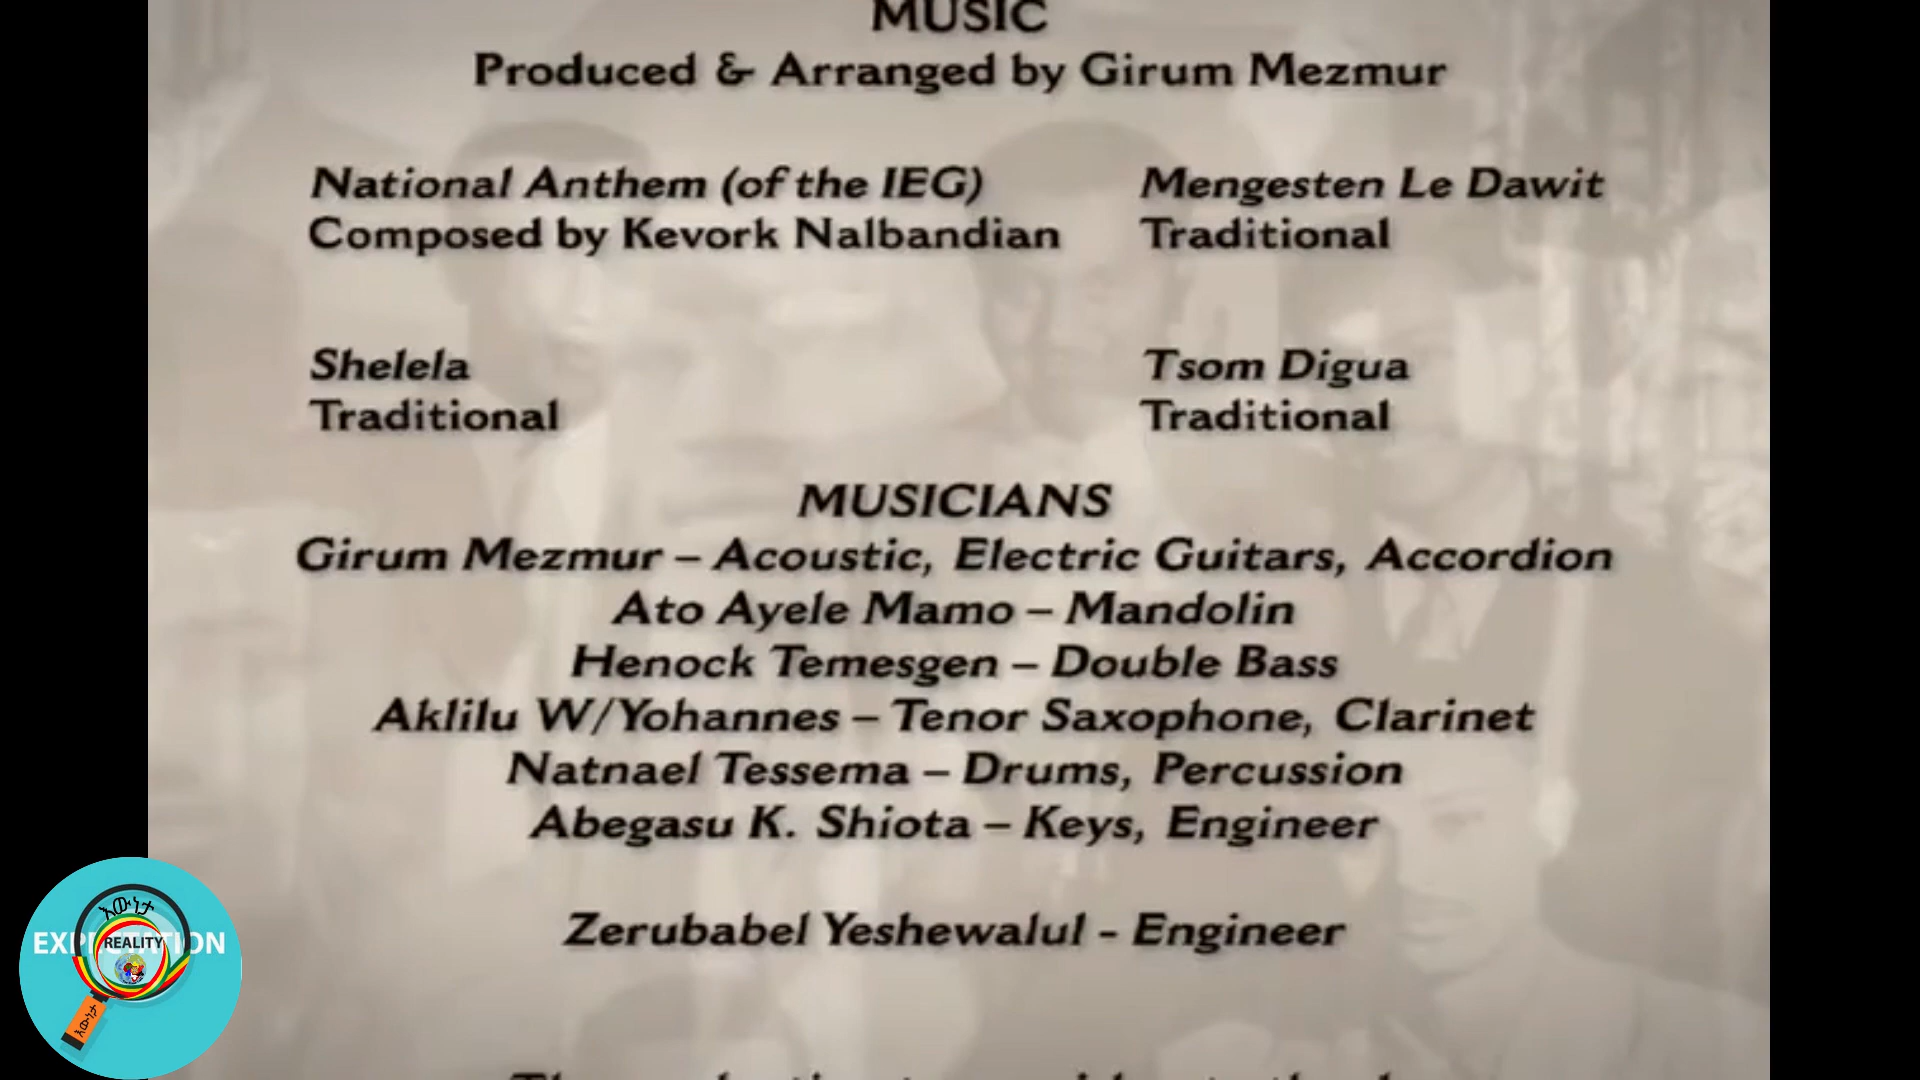 MUSIC
Produced & Arranged by Girum Mezmur
National Anthem (of the IEG)
Composed by Kevork Nalbandian
Mengesten Le Dawit
Traditional
Shelela
Traditional
Tsom Digua
Traditional
MUSICIANS
Girum Mezmur – Acoustic, Electric Guitars, Accordion
Ato Ayele Mamo – Mandolin
Henock Temesgen – Double Bass
Aklilu W/Yohannes – Tenor Saxophone, Clarinet
Natnael Tessema – Drums, Percussion
Abegasu K. Shiota – Keys, Engineer
Zerubabel Yeshewalul - Engineer
እውነታ
REALITY
እውነታ